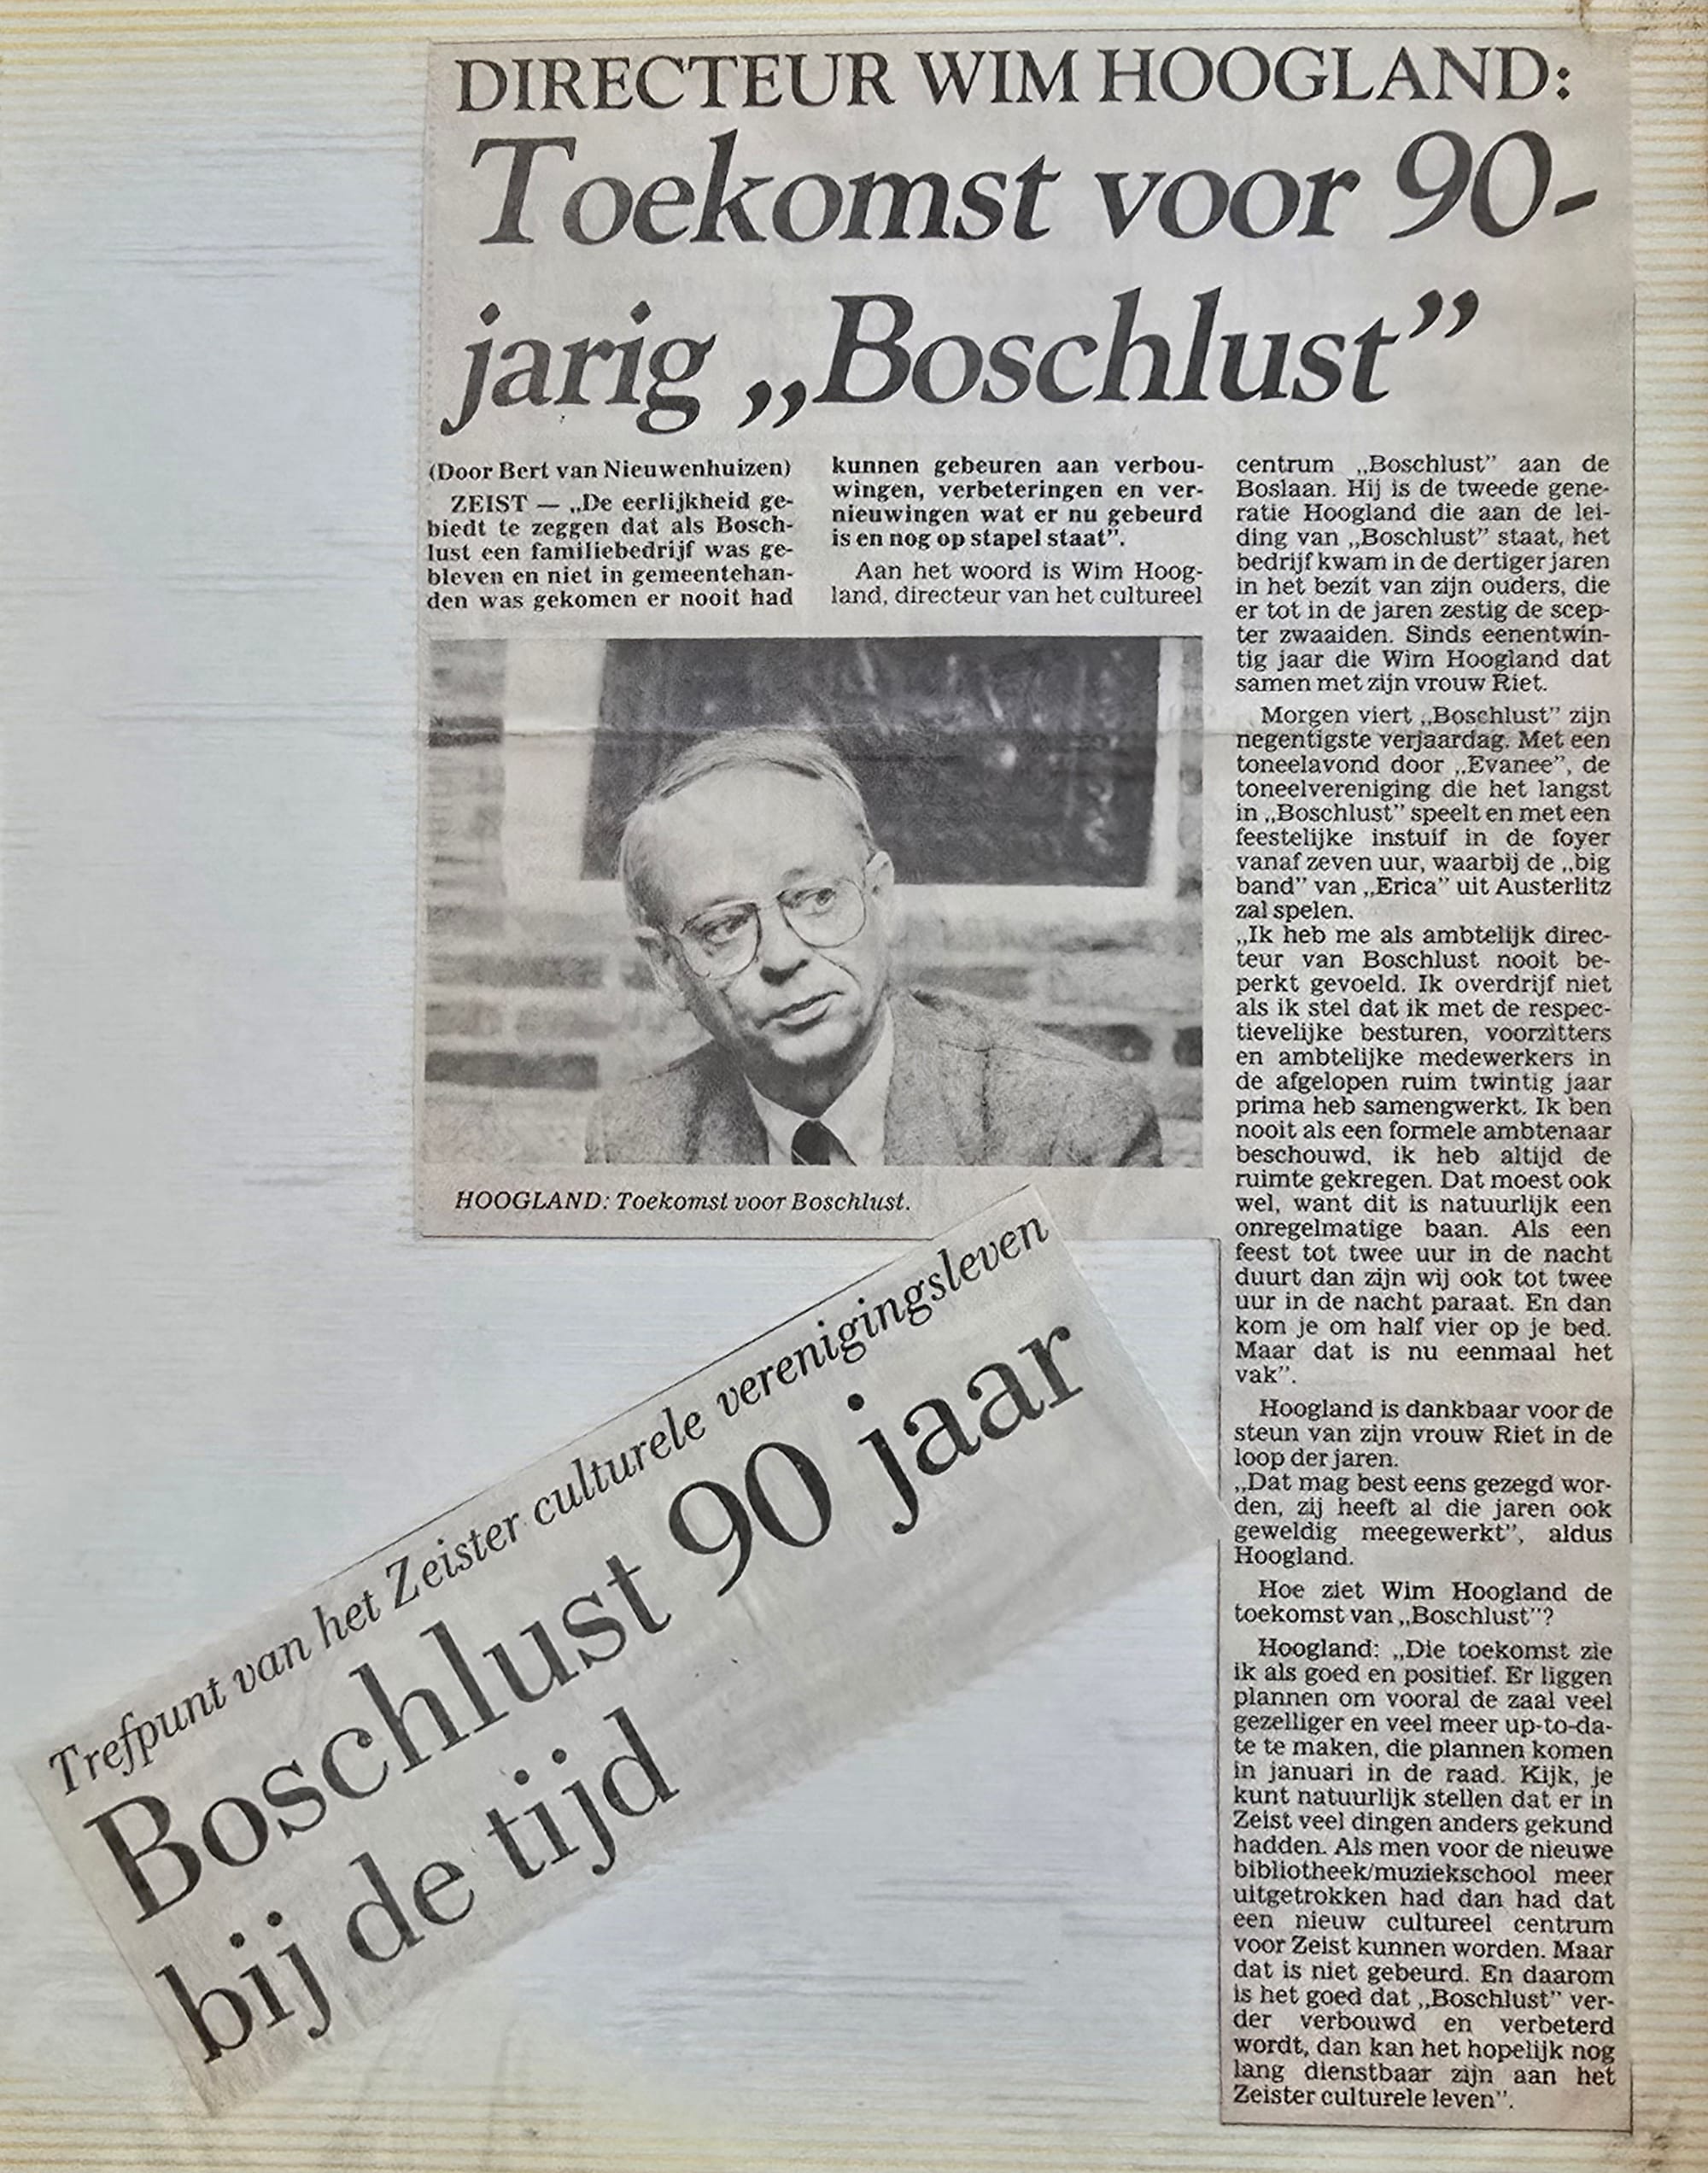 DIRECTEUR WIM HOOGLAND:
Toekomst voor 90-
jarig „Boschlust”
(Door Bert van Nieuwenhuizen)
ZEIST — „De eerlijkheid ge-
biedt te zeggen dat als Bosch-
lust een familiebedrijf was ge-
bleven en niet in gemeentehan-
den was gekomen er nooit had
kunnen gebeuren aan verbou-
wingen, verbeteringen en ver-
nieuwingen wat er nu gebeurd
is en nog op stapel staat”.
Aan het woord is Wim Hoog-
land, directeur van het cultureel
centrum „Boschlust” aan de
Boslaan. Hij is de tweede gene-
ratie Hoogland die aan de lei-
ding van „Boschlust” staat, het
bedrijf kwam in de dertiger jaren
in het bezit van zijn ouders, die
er tot in de jaren zestig de scep-
ter zwaaiden. Sinds eenentwin-
tig jaar die Wim Hoogland dat
samen met zijn vrouw Riet.
Morgen viert „Boschlust” zijn
negentigste verjaardag. Met een
toneelavond door „Evanee”, de
toneelvereniging die het langst
in „Boschlust” speelt en met een
feestelijke instuif in de foyer
vanaf zeven uur, waarbij de „big
band” van „Erica” uit Austerlitz
zal spelen.
„Ik heb me als ambtelijk direc-
teur van Boschlust nooit be-
perkt gevoeld. Ik overdrijf niet
als ik stel dat ik met de respec-
tievelijke besturen, voorzitters
en ambtelijke medewerkers in
de afgelopen ruim twintig jaar
prima heb samengwerkt. Ik ben
nooit als een formele ambtenaar
beschouwd, ik heb altijd de
ruimte gekregen. Dat moest ook
wel, want dit is natuurlijk een
onregelmatige baan. Als een
feest tot twee uur in de nacht
duurt dan zijn wij ook tot twee
uur in de nacht paraat. En dan
kom je om half vier op je bed.
Maar dat is nu eenmaal het
vak”.
Hoogland is dankbaar voor de
steun van zijn vrouw Riet in de
loop der jaren.
„Dat mag best eens gezegd wor-
den, zij heeft al die jaren ook
geweldig meegewerkt”, aldus
Hoogland.
Hoe ziet Wim Hoogland de
toekomst van „Boschlust”?
Hoogland: „Die toekomst zie
ik als goed en positief. Er liggen
plannen om vooral de zaal veel
gezelliger en veel meer up-to-da-
te te maken, die plannen komen
in januari in de raad. Kijk, je
kunt natuurlijk stellen dat er in
Zeist veel dingen anders gekund
hadden. Als men voor de nieuwe
bibliotheek/muziekschool meer
uitgetrokken had dan had dat
een nieuw cultureel centrum
voor Zeist kunnen worden. Maar
dat is niet gebeurd. En daarom
is het goed dat „Boschlust” ver-
der verbouwd en verbeterd
wordt, dan kan het hopelijk nog
lang dienstbaar zijn aan het
Zeister culturele leven”.
HOOGLAND: Toekomst voor Boschlust.
Trefpunt van het Zeister culturele verenigingsleven
Boschlust 90 jaar
bij de tijd